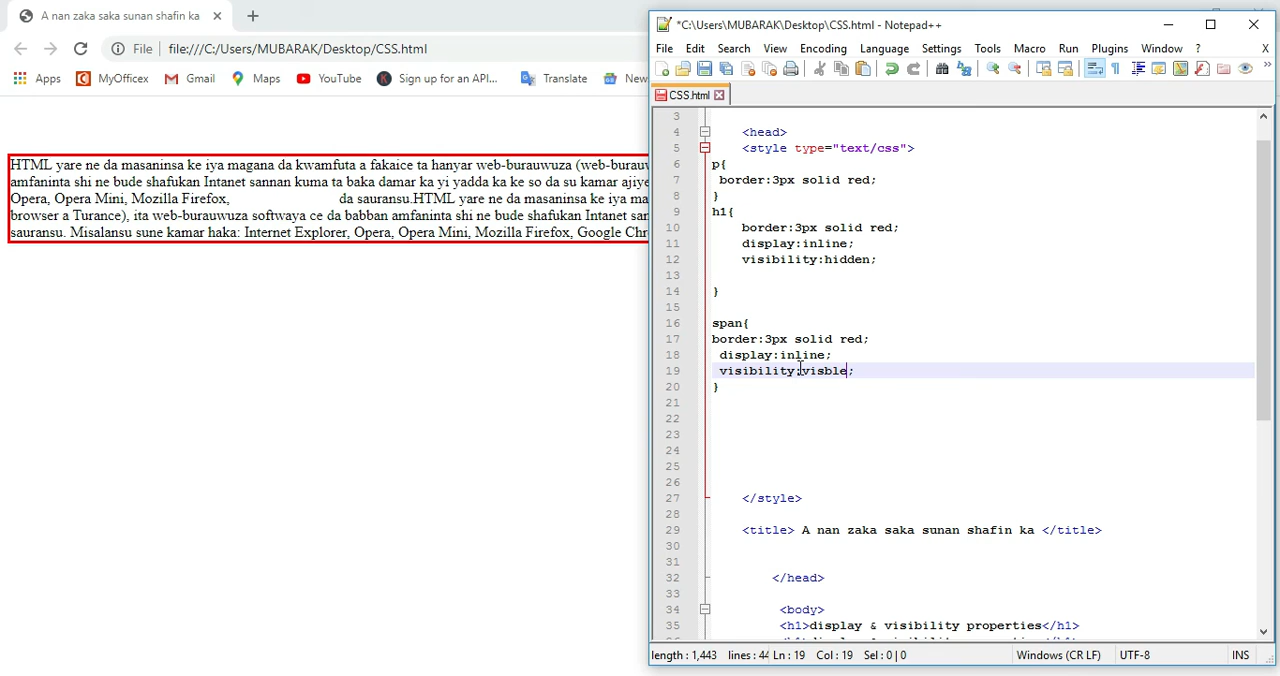 A nan zaka saka sunan shafin ka
File file:///C:/Users/MUBARAK/Desktop/CSS.html
Apps MyOffice Gmail Maps YouTube Sign up for an API... Translate New
HTML yare ne da masaninsa ke iya magana da kwamfuta a fakaice ta hanyar web-burauwuza (web-burauw
amfaninta shi ne bude shafukan Intanet sannan kuma ta baka damar ka yi yadda ka ke so da su kamar ajiye
Opera, Opera Mini, Mozilla Firefox, da sauransu.HTML yare ne da masaninsa ke iya ma
browser a Turance), ita web-burauwuza softwaya ce da babban amfaninta shi ne bude shafukan Intanet san
sauransu. Misalansu sune kamar haka: Internet Explorer, Opera, Opera Mini, Mozilla Firefox, Google Chr
*C:\Users\MUBARAK\Desktop\CSS.html - Notepad++
File Edit Search View Encoding Language Settings Tools Macro Run Plugins Window ? X
CSS.html
3
4 <head>
5 <style type="text/css">
6 p{
7 border:3px solid red;
8 }
9 h1{
10 border:3px solid red;
11 display:inline;
12 visibility:hidden;
13
14 }
15
16 span{
17 border:3px solid red;
18 display:inline;
19 visibility:visble;
20 }
21
22
23
24
25
26
27 </style>
28
29 <title> A nan zaka saka sunan shafin ka </title>
30
31
32 </head>
33
34 <body>
35 <h1>display & visibility properties</h1>
length : 1,443 lines : 44 Ln : 19 Col : 19 Sel : 0 | 0 Windows (CR LF) UTF-8 INS